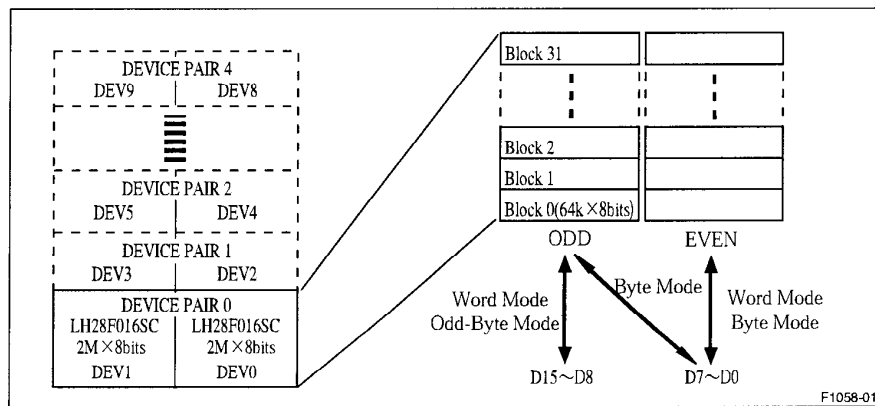 DEVICE PAIR 4
DEV9 DEV8
DEVICE PAIR 2
DEV5 DEV4
DEVICE PAIR 1
DEV3 DEV2
DEVICE PAIR 0
LH28F016SC LH28F016SC
2M×8bits 2M×8bits
DEV1 DEV0
Block 31
Block 2
Block 1
Block 0(64k×8bits)
ODD EVEN
Word Mode
Odd-Byte Mode
Byte Mode
Word Mode
Byte Mode
D15～D8 D7～D0
F1058-01